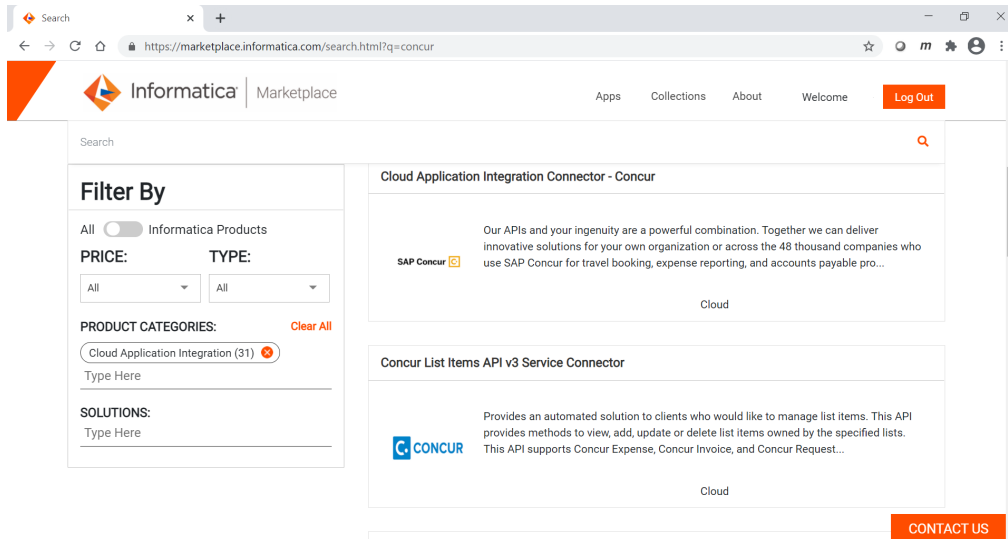 Search
https://marketplace.informatica.com/search.html?q=concur
m
Informatica Marketplace
Apps Collections About Welcome Log Out
Search
Filter By
All Informatica Products
PRICE: TYPE:
All All
PRODUCT CATEGORIES: Clear All
Cloud Application Integration (31)
Type Here
SOLUTIONS:
Type Here
Cloud Application Integration Connector - Concur
SAP Concur C
Our APIs and your ingenuity are a powerful combination. Together we can deliver
innovative solutions for your own organization or across the 48 thousand companies who
use SAP Concur for travel booking, expense reporting, and accounts payable pro...
Cloud
Concur List Items API v3 Service Connector
C. CONCUR
Provides an automated solution to clients who would like to manage list items. This API
provides methods to view, add, update or delete list items owned by the specified lists.
This API supports Concur Expense, Concur Invoice, and Concur Request...
Cloud
CONTACT US